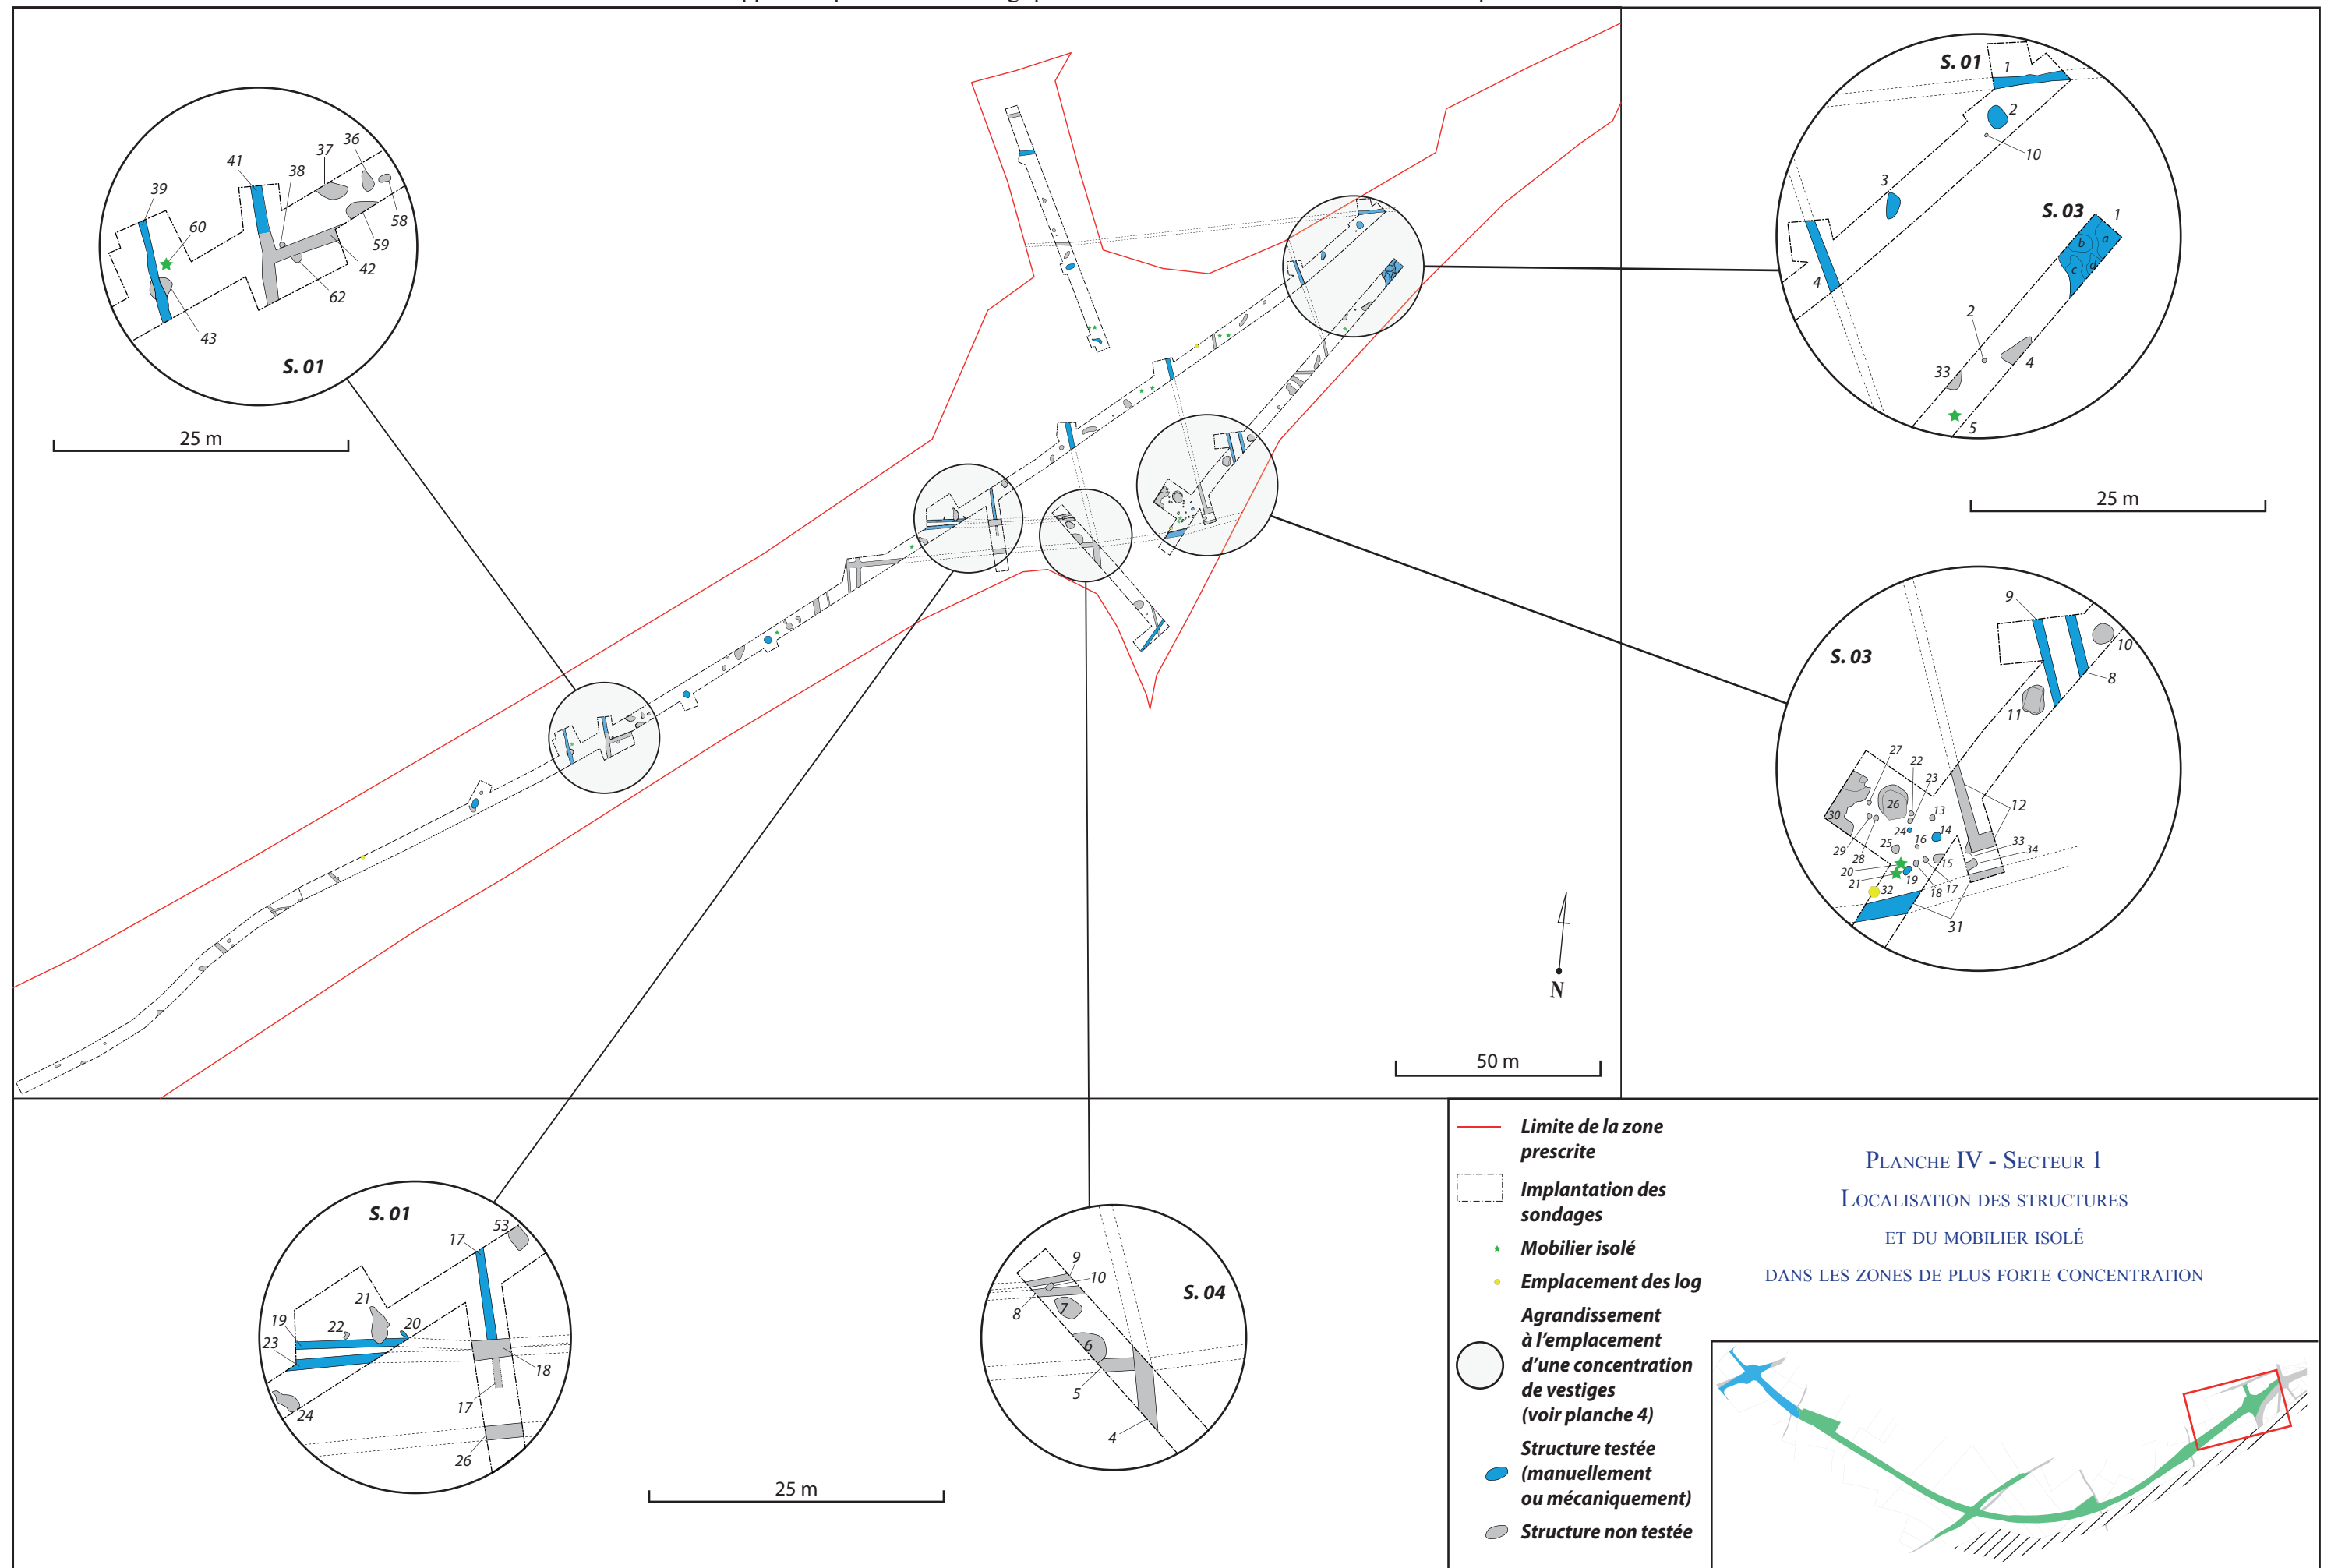 S. 01
39
60
41
38
37
36
58
59
42
62
43
S. 01
25 m
S. 01
1
2
10
3
4
S. 03
1
b
a
c
d
2
33
4
5
25 m
S. 03
9
10
8
11
27
22
23
26
13
30
12
24
14
16
25
33
34
29
28
15
20
21
19
18
17
32
31
N
50 m
S. 01
53
17
21
22
20
19
23
18
24
17
26
25 m
S. 04
9
10
8
7
6
5
4
Limite de la zone
prescrite
Implantation des
sondages
Mobilier isolé
Emplacement des log
Agrandissement
à l’emplacement
d’une concentration
de vestiges
(voir planche 4)
Structure testée
(manuellement
ou mécaniquement)
Structure non testée
Planche IV - Secteur 1
Localisation des structures
et du mobilier isolé
dans les zones de plus forte concentration